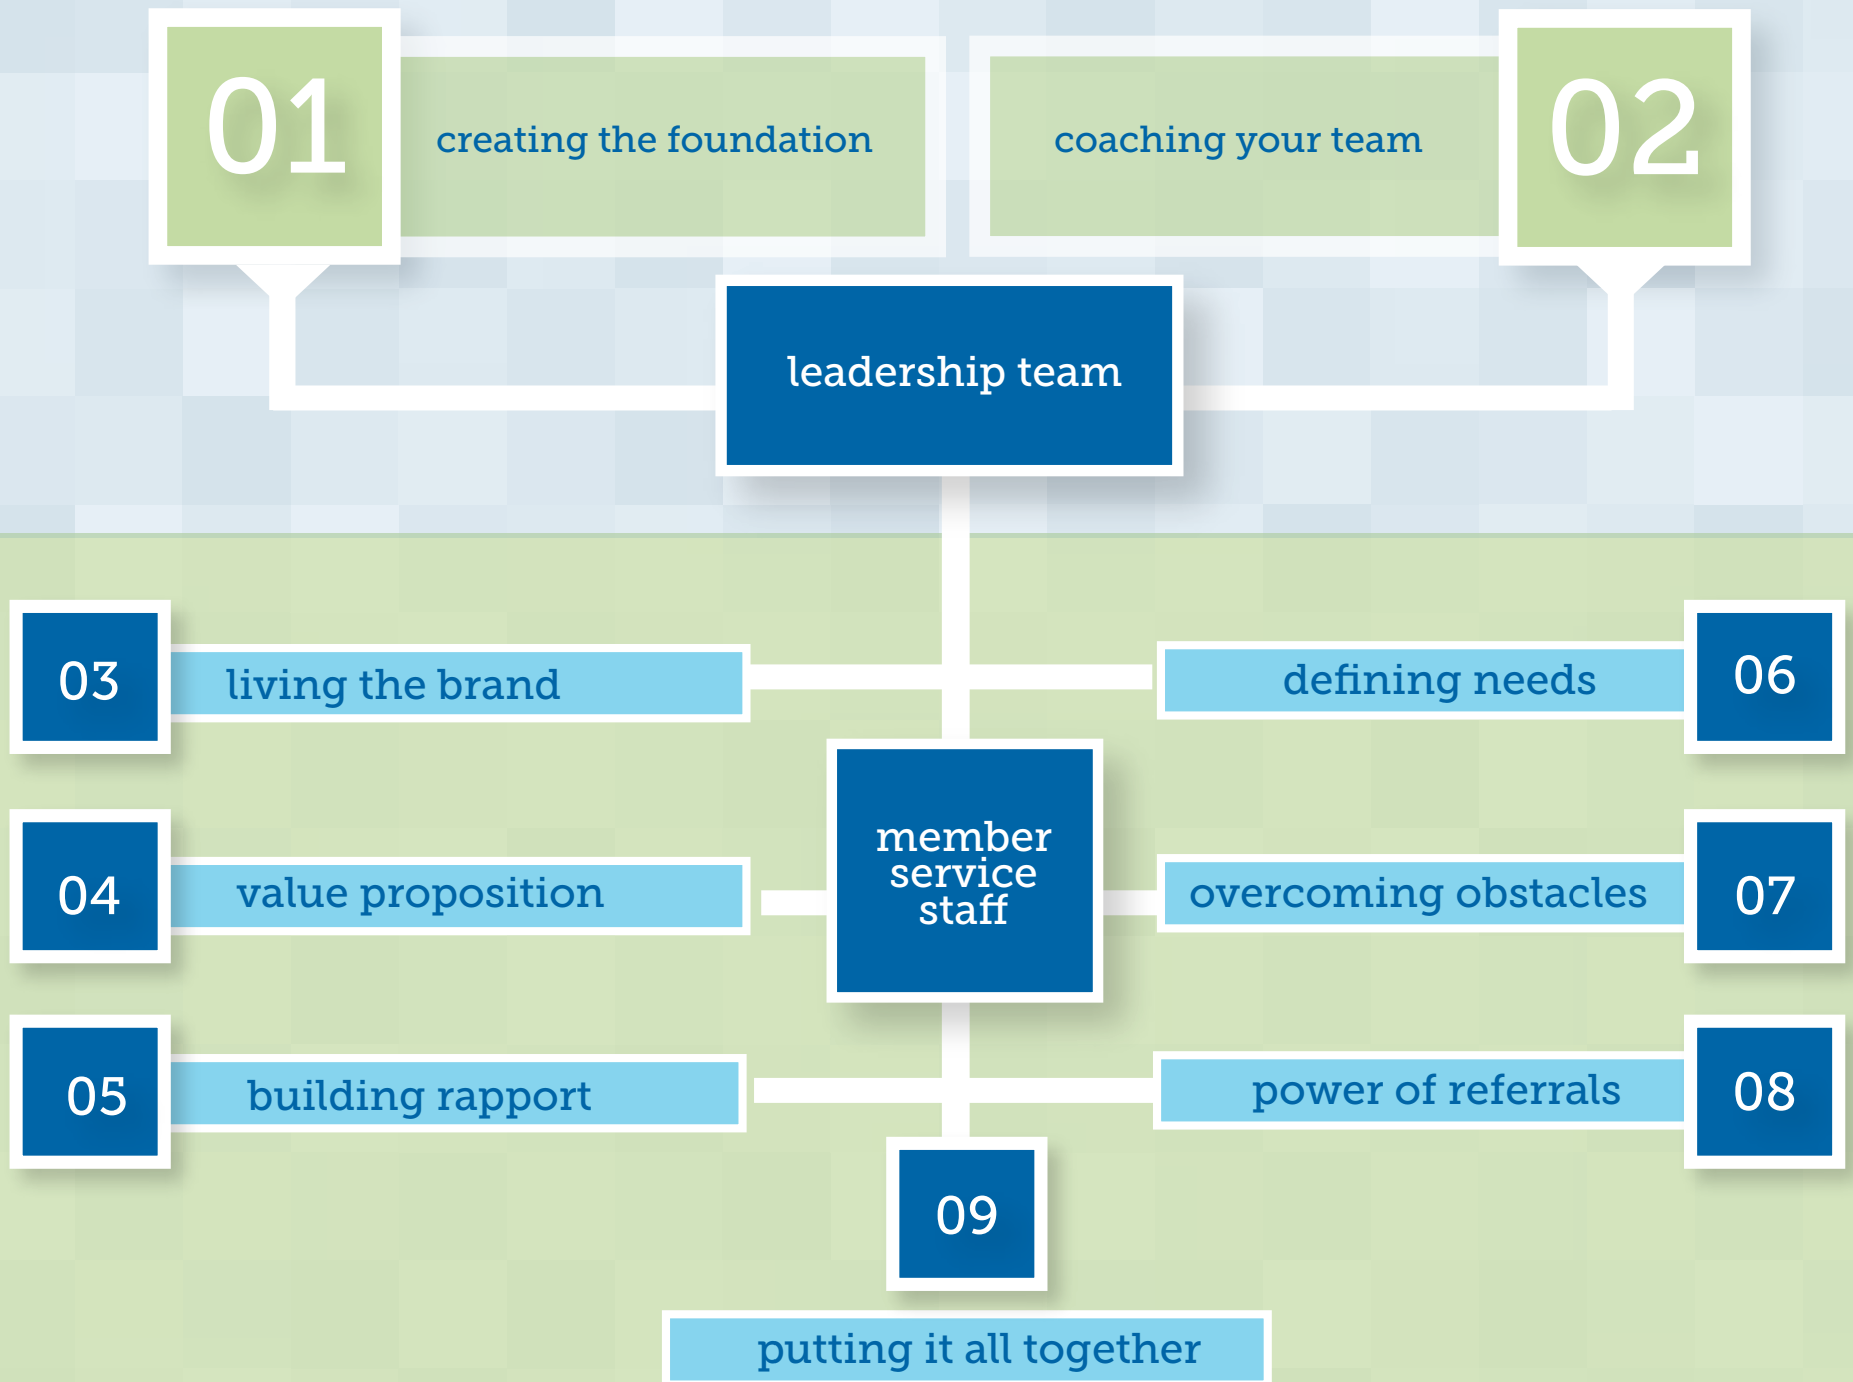 01
creating the foundation
coaching your team
02
leadership team
03
living the brand
defining needs
06
member
service
staff
04
value proposition
overcoming obstacles
07
05
building rapport
power of referrals
08
09
putting it all together